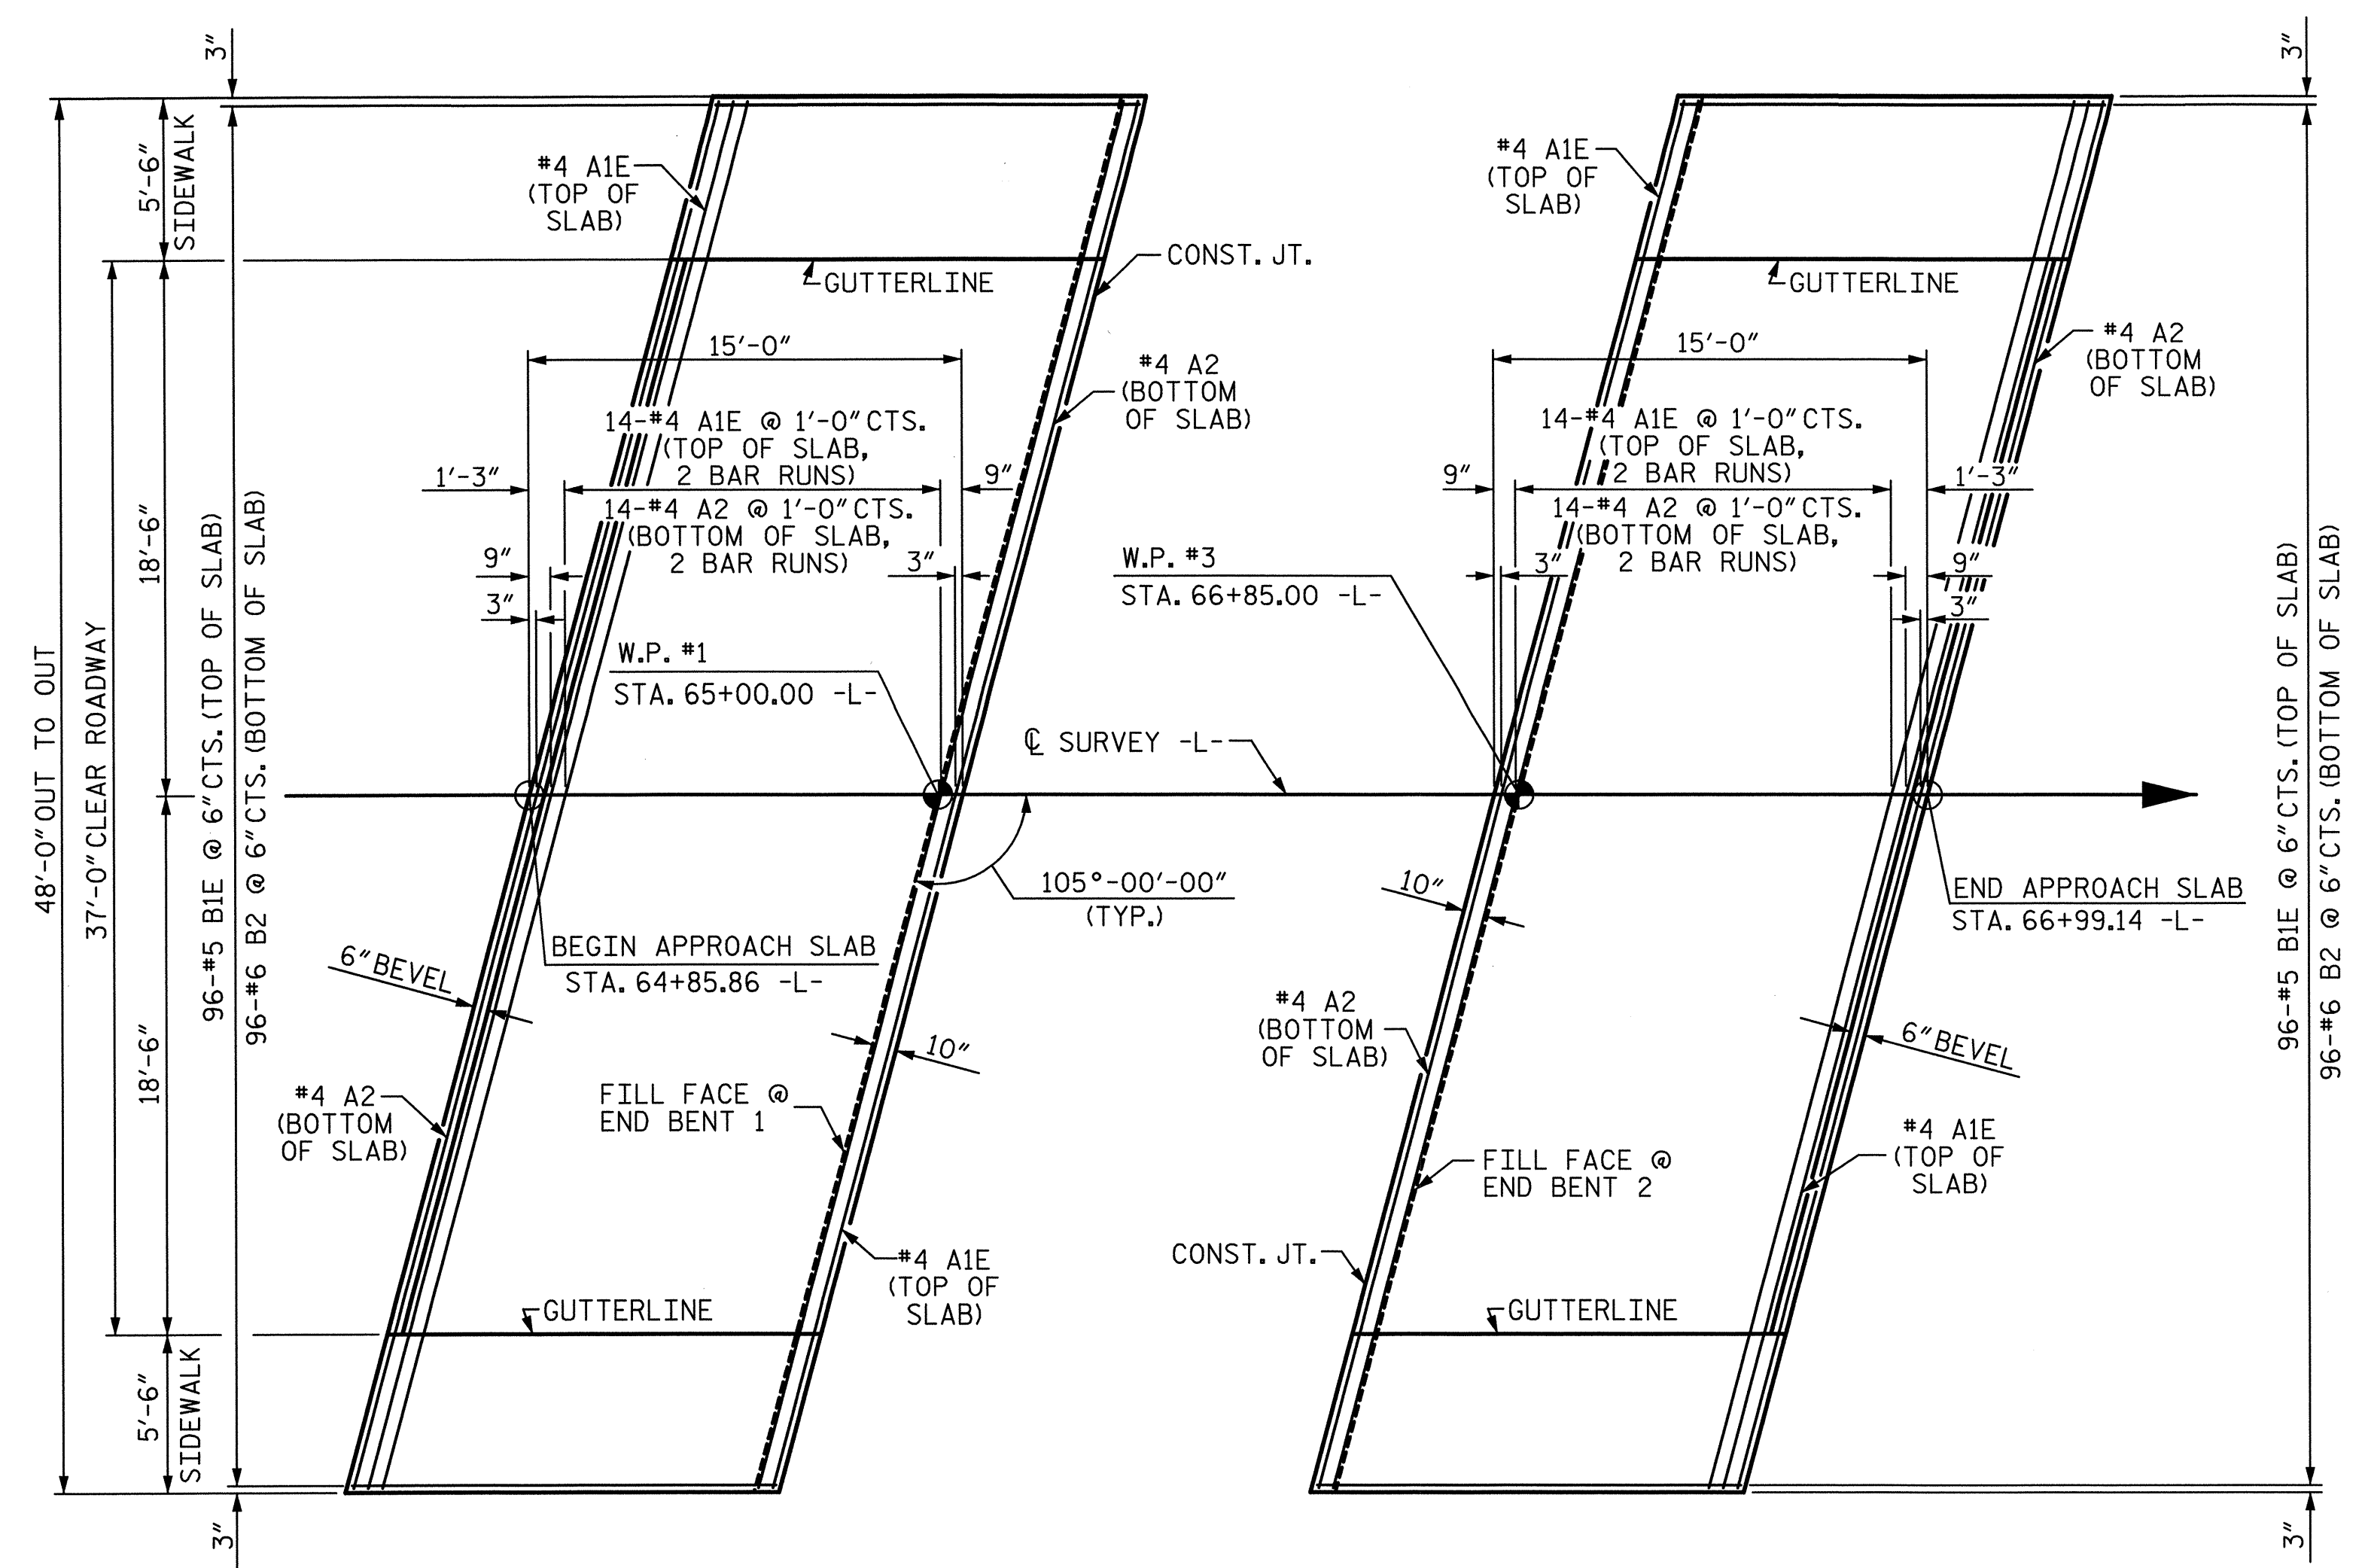 3"
3"
5'-6"
SIDEWALK
#4 A1E
(TOP OF
SLAB)
#4 A1E
(TOP OF
SLAB)
CONST. JT.
GUTTERLINE
GUTTERLINE
15'-0"
15'-0"
#4 A2
(BOTTOM
OF SLAB)
#4 A2
(BOTTOM
OF SLAB)
14-#4 A1E @ 1'-0" CTS.
(TOP OF SLAB,
2 BAR RUNS)
14-#4 A1E @ 1'-0" CTS.
(TOP OF SLAB,
2 BAR RUNS)
1'-3"
9"
9"
1'-3"
14-#4 A2 @ 1'-0" CTS.
(BOTTOM OF SLAB,
2 BAR RUNS)
14-#4 A2 @ 1'-0" CTS.
(BOTTOM OF SLAB,
2 BAR RUNS)
9"
3"
3"
3"
9"
3"
W.P. #3
STA. 66+85.00 -L-
W.P. #1
STA. 65+00.00 -L-
℄ SURVEY -L-
48'-0" OUT TO OUT
37'-0" CLEAR ROADWAY
18'-6"
18'-6"
96-#5 B1E @ 6" CTS. (TOP OF SLAB)
96-#6 B2 @ 6" CTS. (BOTTOM OF SLAB)
96-#5 B1E @ 6" CTS. (TOP OF SLAB)
96-#6 B2 @ 6" CTS. (BOTTOM OF SLAB)
105°-00'-00"
(TYP.)
10"
END APPROACH SLAB
STA. 66+99.14 -L-
BEGIN APPROACH SLAB
STA. 64+85.86 -L-
6" BEVEL
6" BEVEL
10"
#4 A2
(BOTTOM
OF SLAB)
#4 A2
(BOTTOM
OF SLAB)
FILL FACE @
END BENT 1
FILL FACE @
END BENT 2
#4 A1E
(TOP OF
SLAB)
#4 A1E
(TOP OF
SLAB)
CONST. JT.
GUTTERLINE
GUTTERLINE
5'-6"
SIDEWALK
3"
3"